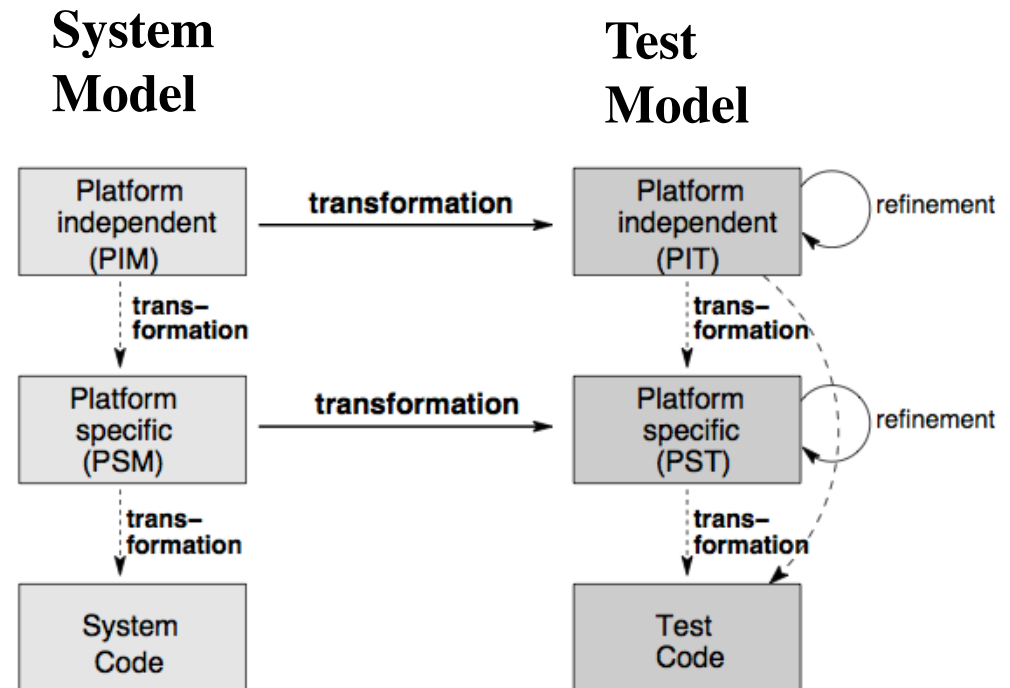 System
Model
Test
Model
Platform
independent
(PIM)
transformation
Platform
independent
(PIT)
refinement
trans–
formation
trans–
formation
Platform
specific
(PSM)
transformation
Platform
specific
(PST)
refinement
trans–
formation
trans–
formation
System
Code
Test
Code